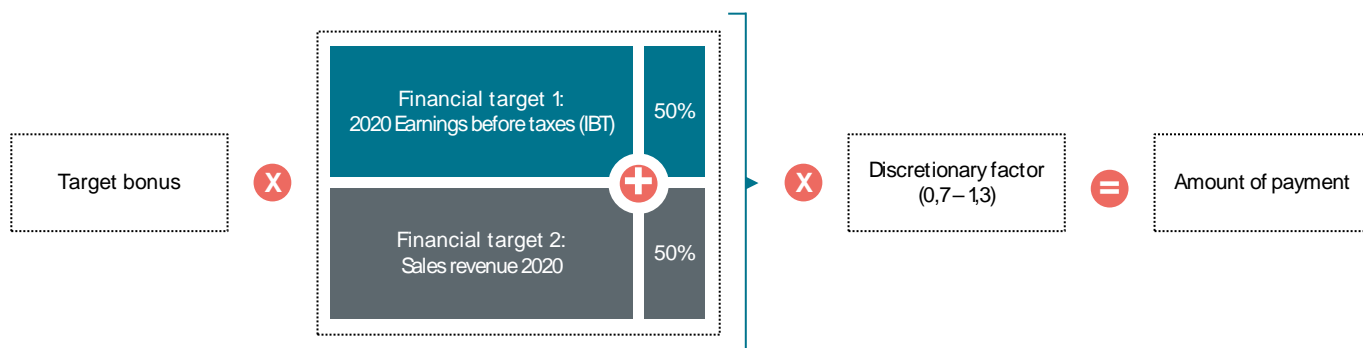 Target bonus
X
Financial target 1:
2020 Earnings before taxes (IBT)
50%
+
Financial target 2:
Sales revenue 2020
50%
X
Discretionary factor
(0,7 – 1,3)
=
Amount of payment